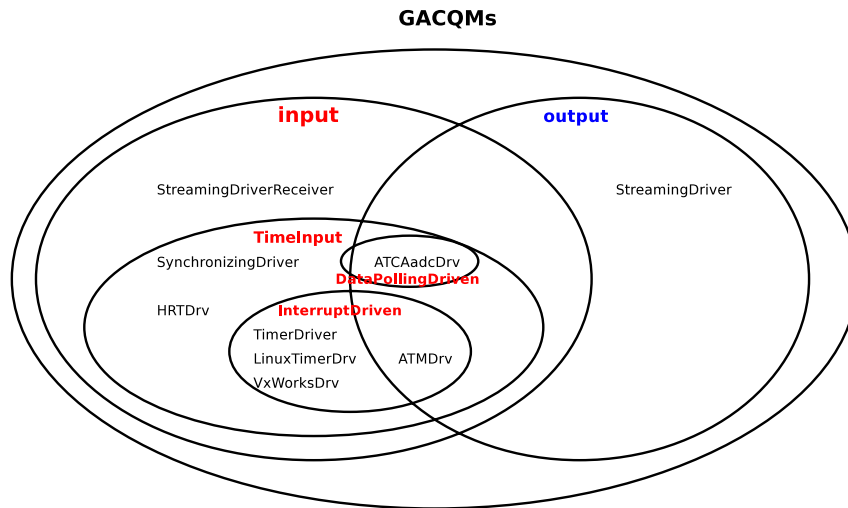 GACQMs
input
output
StreamingDriverReceiver
StreamingDriver
TimeInput
SynchronizingDriver
ATCAadcDrv
DataPollingDriven
HRTDrv
InterruptDriven
TimerDriver
LinuxTimerDrv
ATMDrv
VxWorksDrv